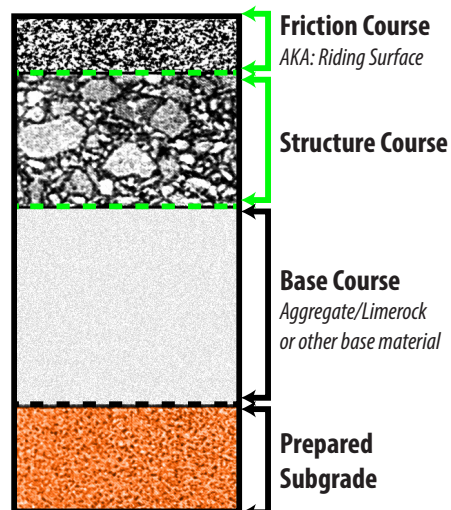 Friction Course
AKA: Riding Surface
Structure Course
Base Course
Aggregate/Limerock
or other base material
Prepared
Subgrade